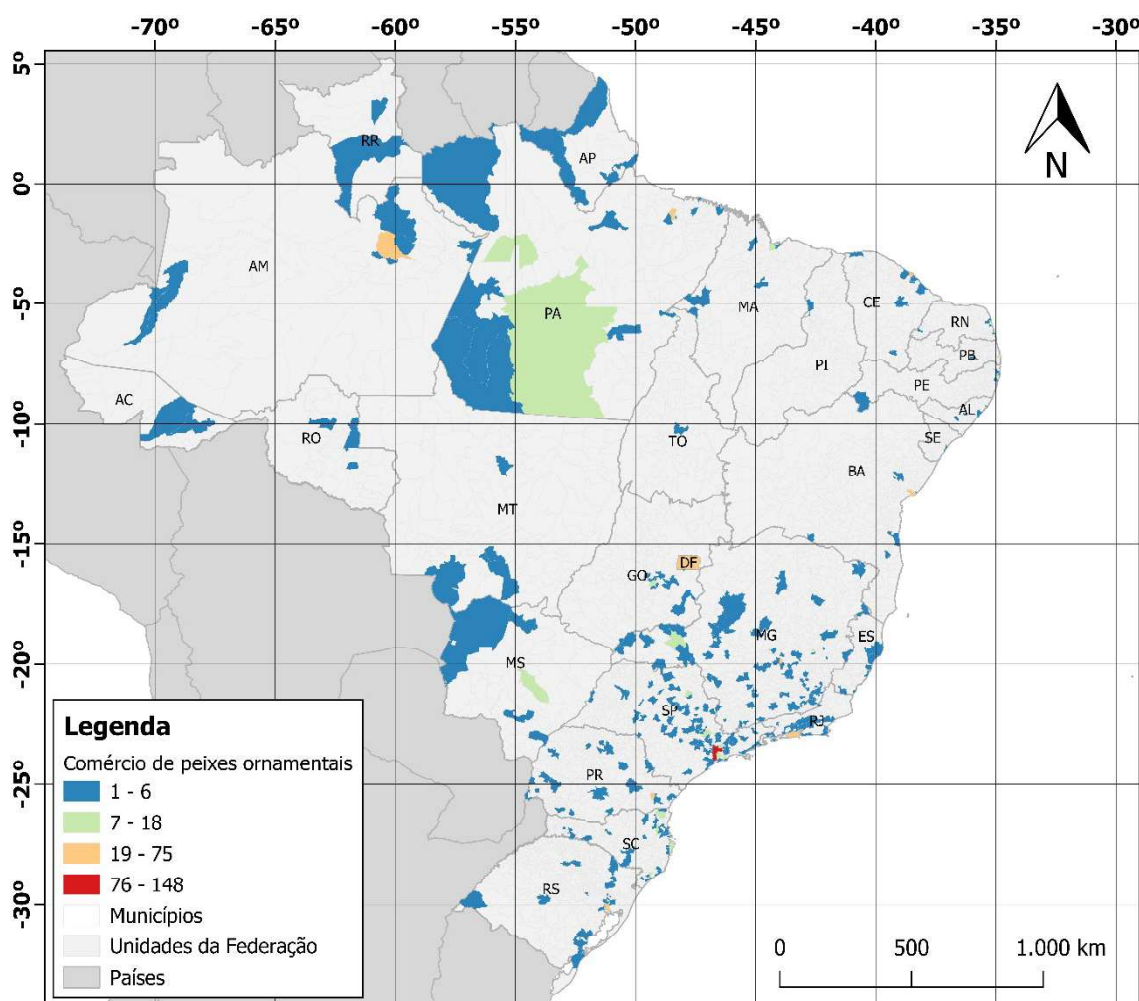 -70º -65º -60º -55º -50º -45º -40º -35º -30º
5º
0º
-5º
-10º
-15º
-20º
-25º
-30º
N
RR
AP
AM
PA
MA
CE
RN
PB
PI
PE
AC
AL
RO
TO
SE
BA
MT
DF
GO
MG
ES
MS
SP
RJ
PR
SC
RS
Legenda
Comércio de peixes ornamentais
1 - 6
7 - 18
19 - 75
76 - 148
Municípios
Unidades da Federação
Países
0 500 1.000 km